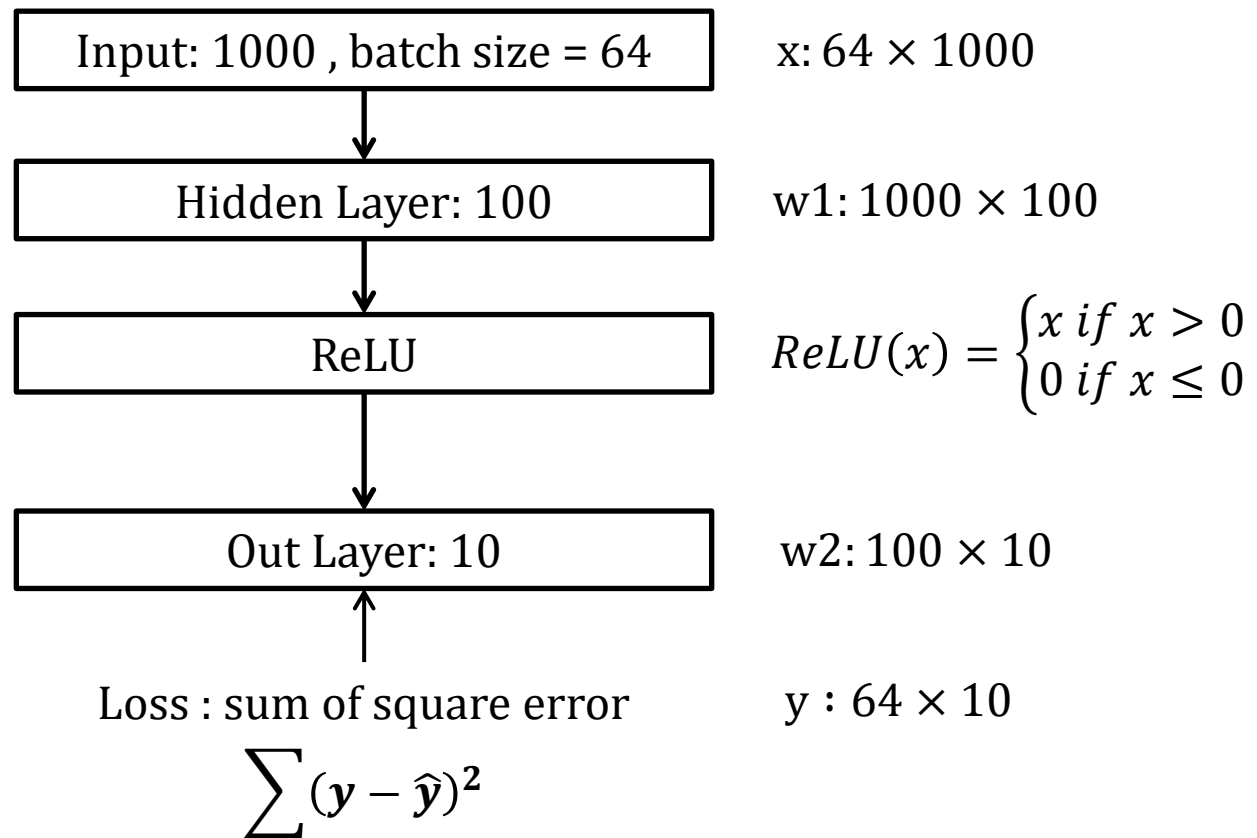 Input: 1000 , batch size = 64
x: 64 × 1000
Hidden Layer: 100
w1: 1000 × 100
ReLU
ReLU(x) = {x if x > 0
0 if x ≤ 0
Out Layer: 10
w2: 100 × 10
Loss : sum of square error
y : 64 × 10
∑(y − ŷ)²